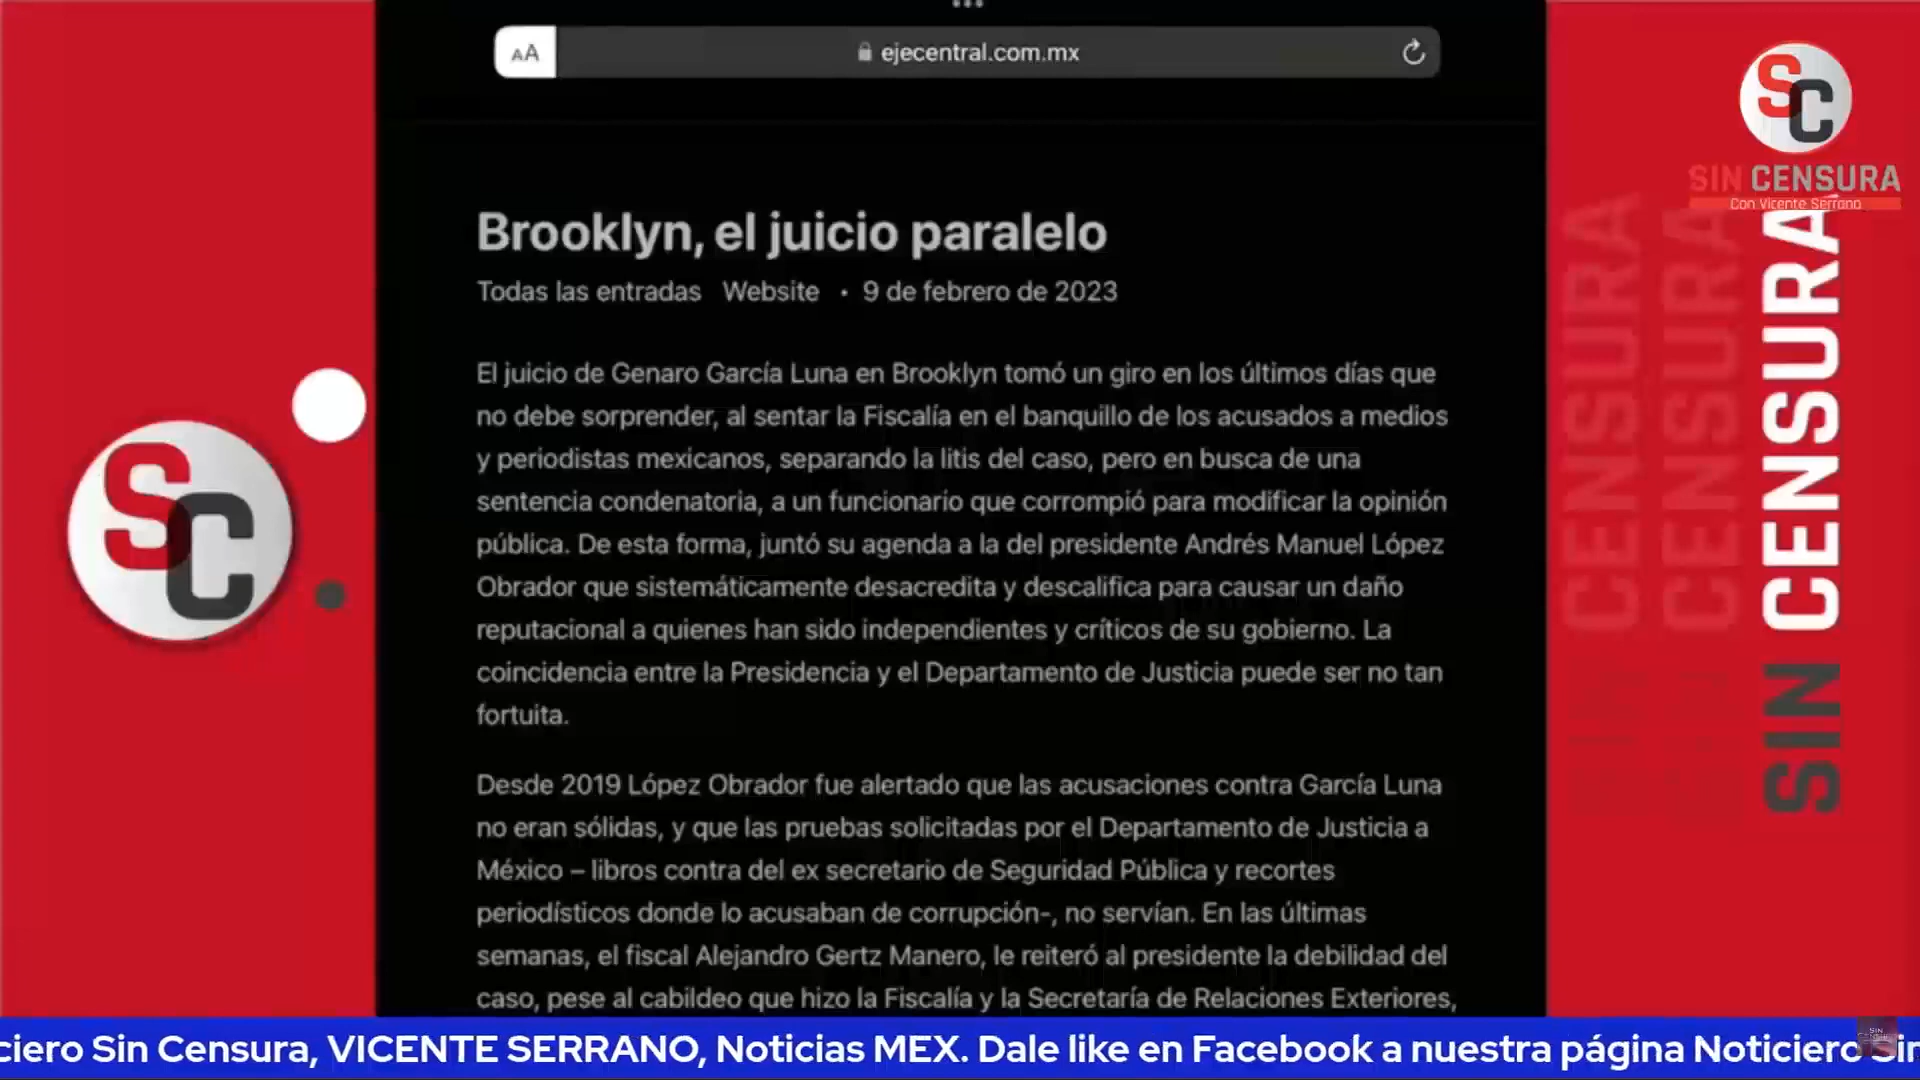 AA
ejecentral.com.mx
SC
SIN CENSURA
Con Vicente Serrano
Brooklyn, el juicio paralelo
Todas las entradas Website • 9 de febrero de 2023
El juicio de Genaro García Luna en Brooklyn tomó un giro en los últimos días que
no debe sorprender, al sentar la Fiscalía en el banquillo de los acusados a medios
y periodistas mexicanos, separando la litis del caso, pero en busca de una
sentencia condenatoria, a un funcionario que corrompió para modificar la opinión
pública. De esta forma, juntó su agenda a la del presidente Andrés Manuel López
Obrador que sistemáticamente desacredita y descalifica para causar un daño
reputacional a quienes han sido independientes y críticos de su gobierno. La
coincidencia entre la Presidencia y el Departamento de Justicia puede ser no tan
fortuita.
Desde 2019 López Obrador fue alertado que las acusaciones contra García Luna
no eran sólidas, y que las pruebas solicitadas por el Departamento de Justicia a
México – libros contra del ex secretario de Seguridad Pública y recortes
periodísticos donde lo acusaban de corrupción-, no servían. En las últimas
semanas, el fiscal Alejandro Gertz Manero, le reiteró al presidente la debilidad del
caso, pese al cabildeo que hizo la Fiscalía y la Secretaría de Relaciones Exteriores,
SC
SIN CENSURA
CENSURA
CENSURA
ciero Sin Censura, VICENTE SERRANO, Noticias MEX. Dale like en Facebook a nuestra página Noticiero Sin